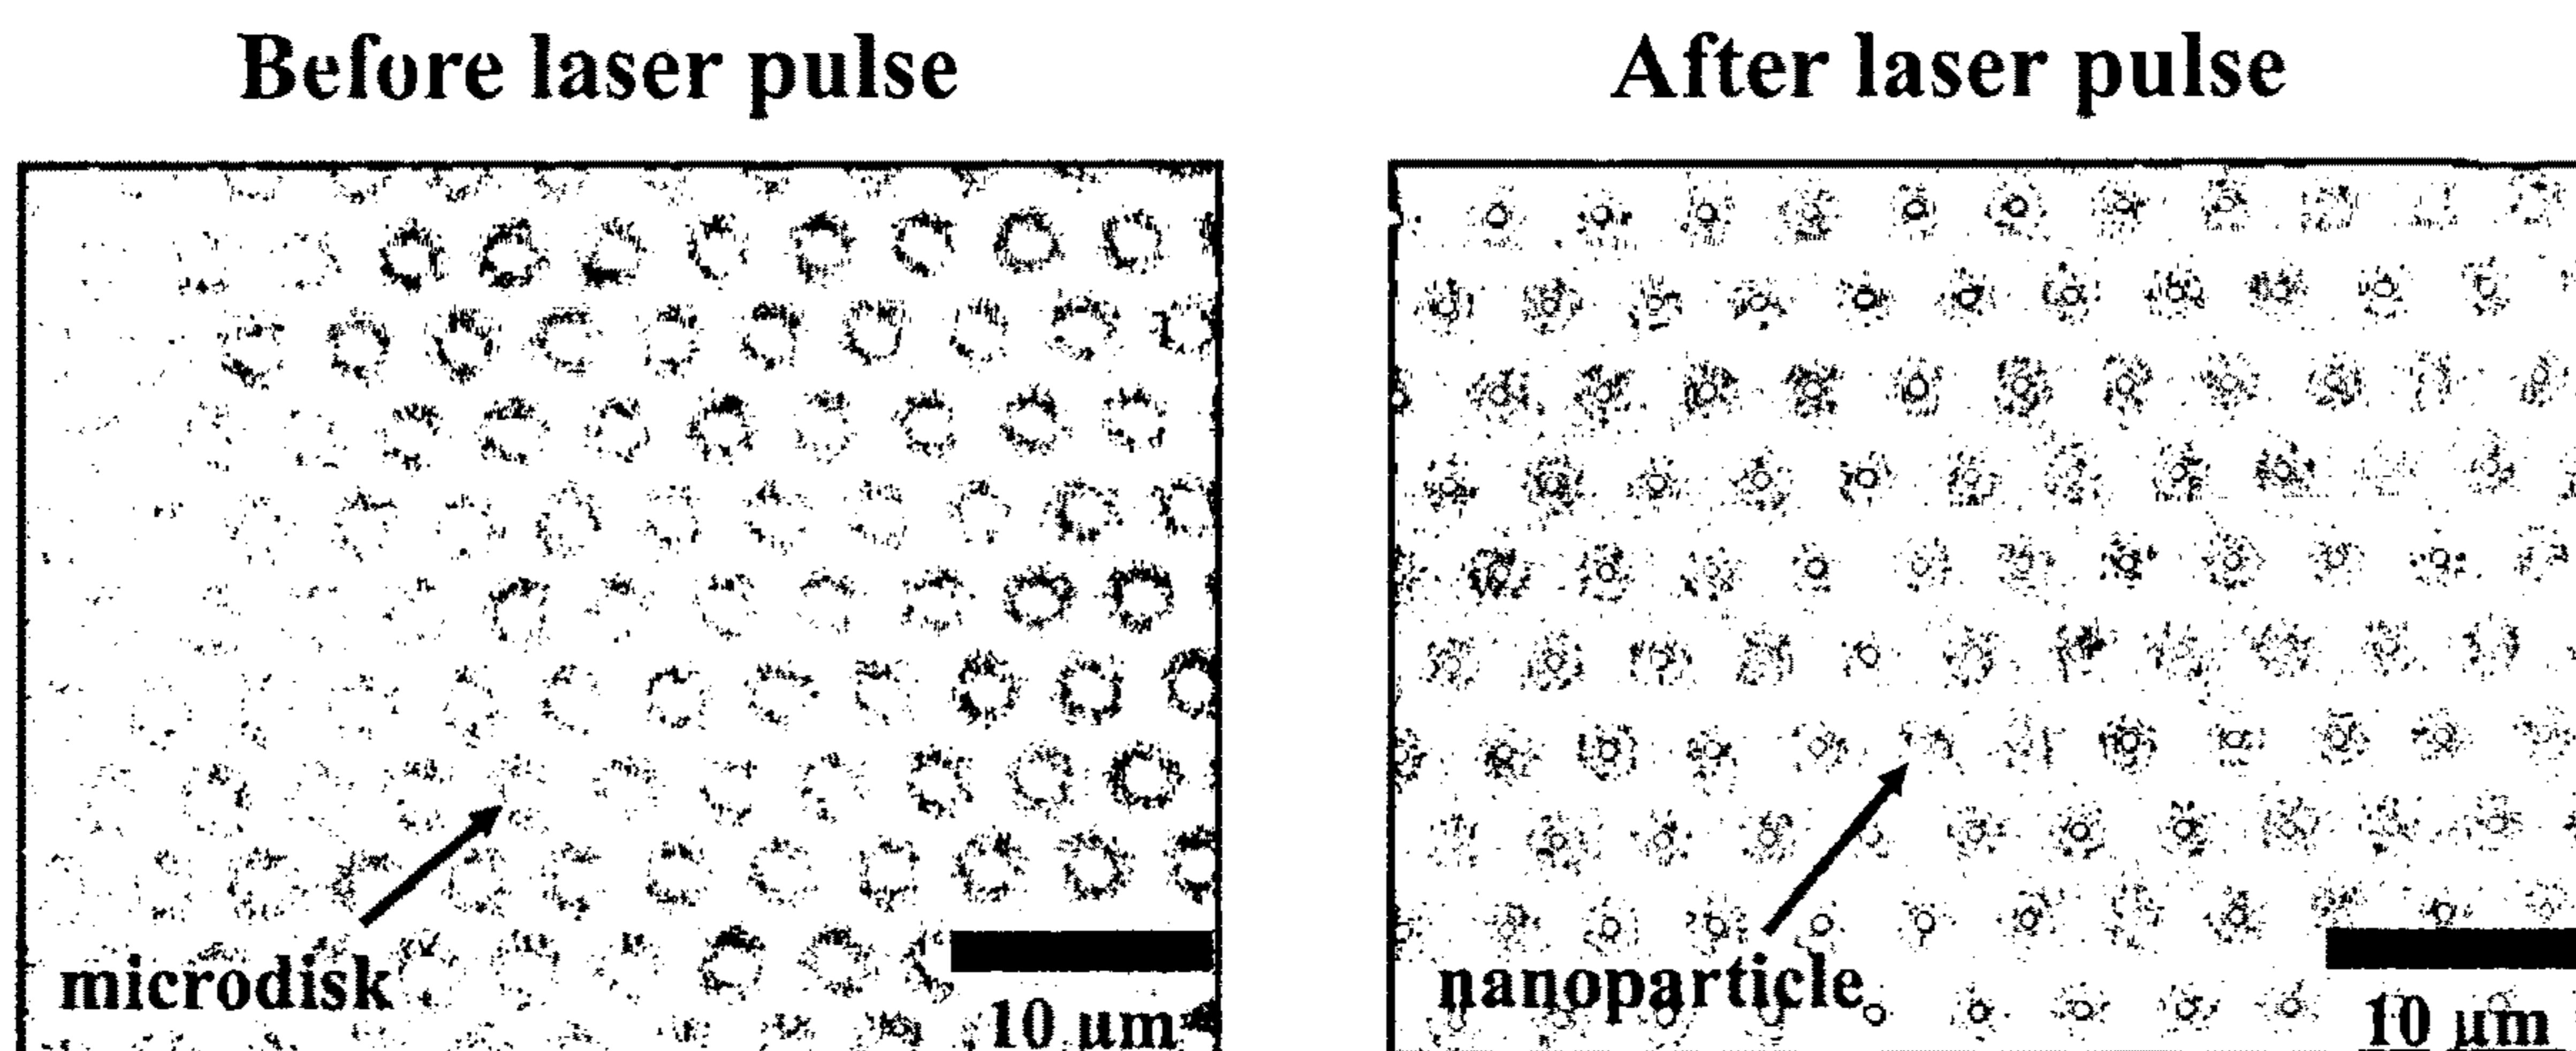 Before laser pulse
After laser pulse
microdisk
10 μm
nanoparticle
10 μm